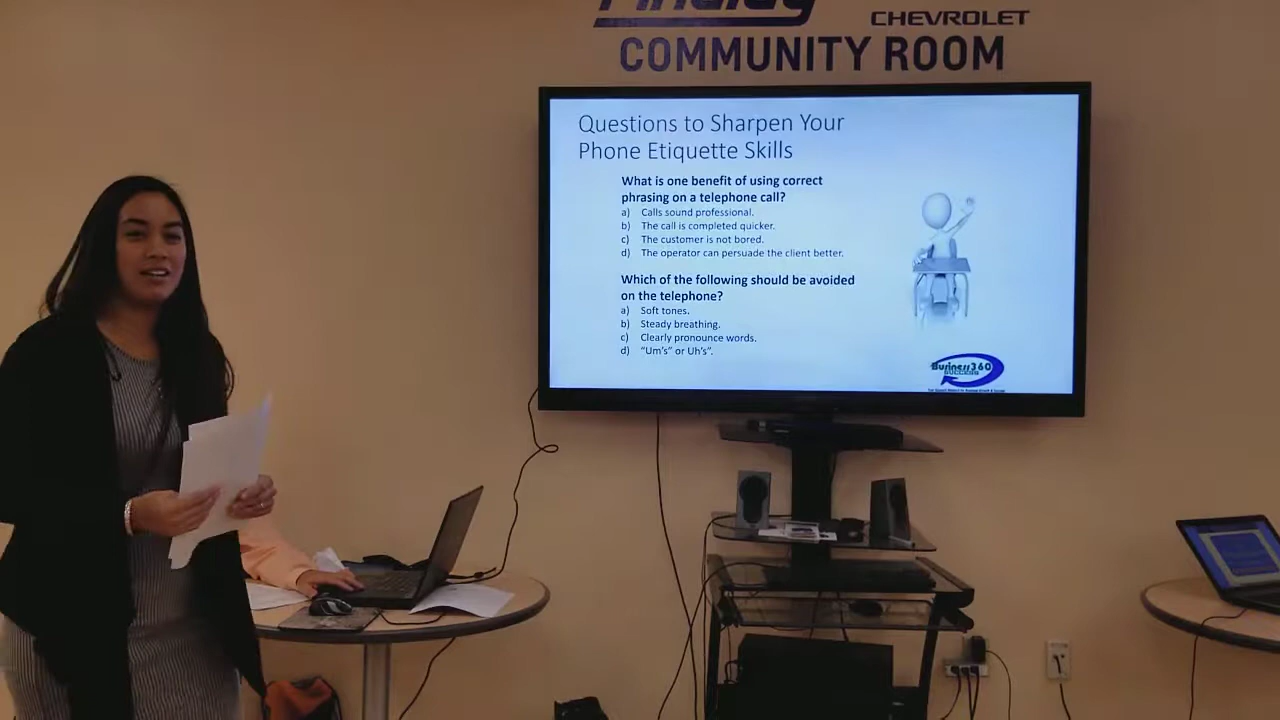 Findlay
CHEVROLET
COMMUNITY ROOM
Questions to Sharpen Your
Phone Etiquette Skills
What is one benefit of using correct
phrasing on a telephone call?
a) Calls sound professional.
b) The call is completed quicker.
c) The customer is not bored.
d) The operator can persuade the client better.
Which of the following should be avoided
on the telephone?
a) Soft tones.
b) Steady breathing.
c) Clearly pronounce words.
d) “Um’s” or Uh’s”.
Business360
SUCCESS